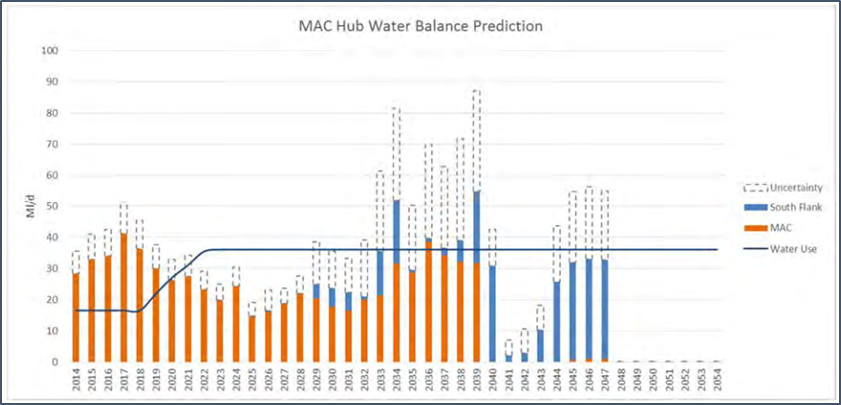 MAC Hub Water Balance Prediction
100
90
80
70
60
50
40
30
20
10
0
Ml/d
2014 2015 2016 2017 2018 2019 2020 2021 2022 2023 2024 2025 2026 2027 2028 2029 2030 2031 2032 2033 2034 2035 2036 2037 2038 2039 2040 2041 2042 2043 2044 2045 2046 2047 2048 2049 2050 2051 2052 2053 2054
Uncertainty
South Flank
MAC
Water Use